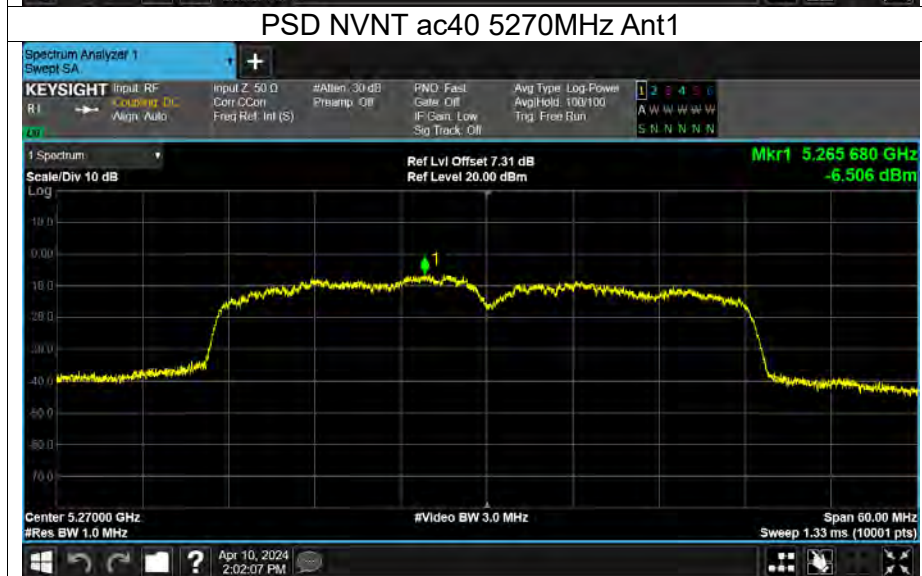 PSD NVNT ac40 5270MHz Ant1
Spectrum Analyzer 1
Swept SA
+
KEYSIGHT Input: RF Input Z: 50 Ω #Atten: 30 dB PNO: Fast Avg Type: Log-Power 1 2 3 4 5 6
Coupling: DC Corr CCorr Preamp: Off Gate: Off Avg|Hold: 100/100 A W W W W W
Align: Auto Freq Ref: Int (S) IF Gain: Low Trig: Free Run
Sig Track: Off S N N N N N
1 Spectrum Ref Lvl Offset 7.31 dB Mkr1 5.265 680 GHz
Scale/Div 10 dB Ref Level 20.00 dBm -6.506 dBm
Log
10.0
0.00
1
-10.0
-20.0
-30.0
-40.0
-50.0
-60.0
-70.0
Center 5.27000 GHz #Video BW 3.0 MHz Span 60.00 MHz
#Res BW 1.0 MHz Sweep 1.33 ms (10001 pts)
? Apr 10, 2024
2:02:07 PM